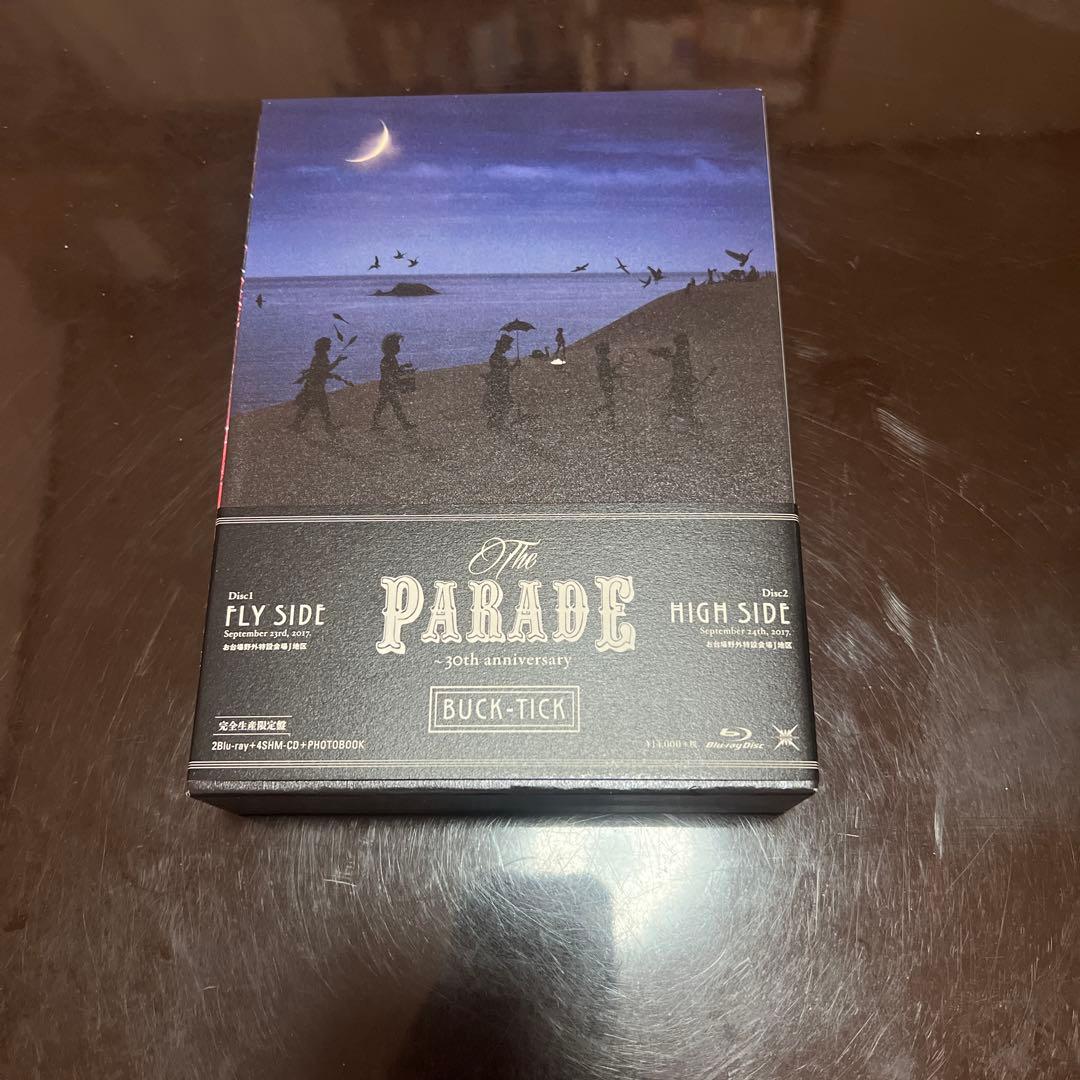 The
PARADE
~30th anniversary
Disc1
FLY SIDE
September 23rd, 2017.
お台場野外特設会場J地区
Disc2
HIGH SIDE
September 24th, 2017.
お台場野外特設会場J地区
BUCK-TICK
完全生産限定盤
2Blu-ray+4SHM-CD+PHOTOBOOK
¥14,000+税
Blu-ray Disc